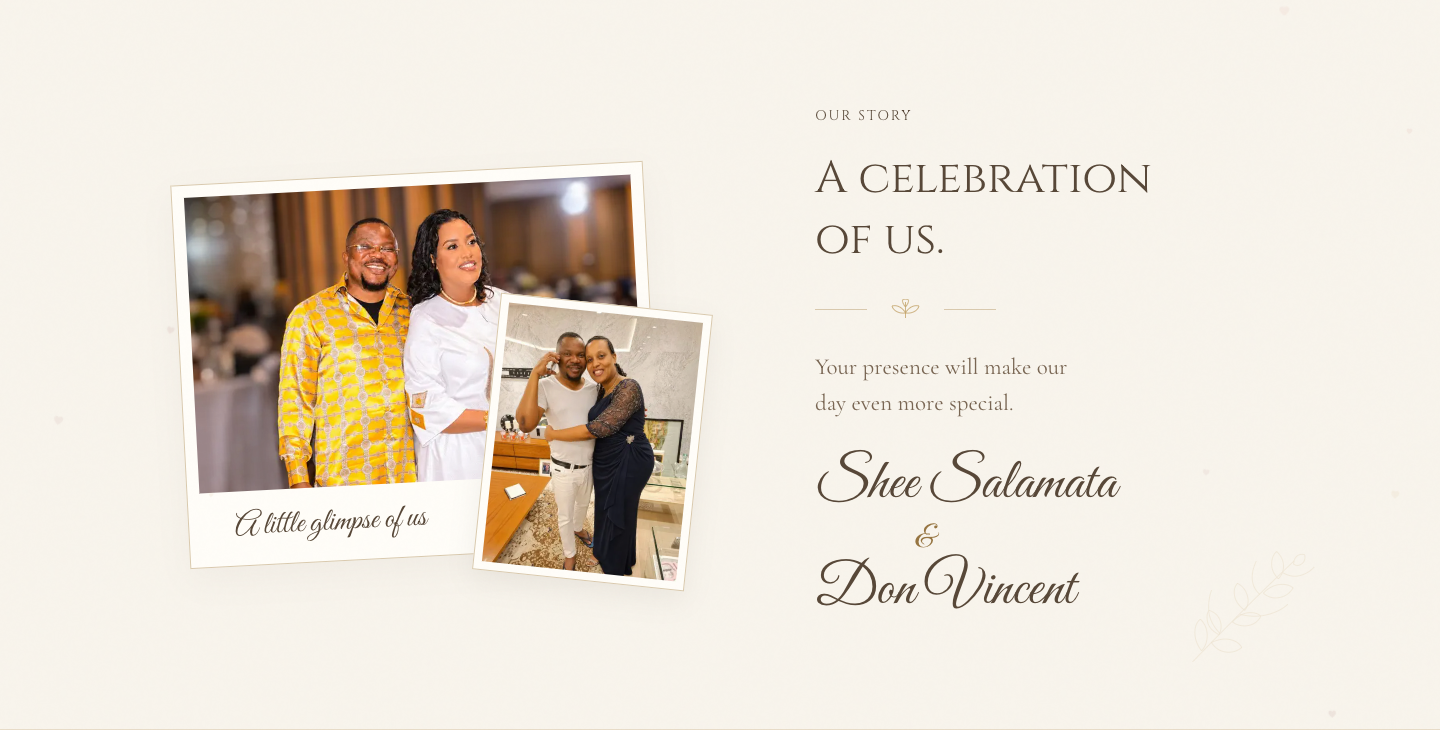 OUR STORY
A CELEBRATION
OF US.
Your presence will make our
day even more special.
Shee Salamata
&
Don Vincent
A little glimpse of us